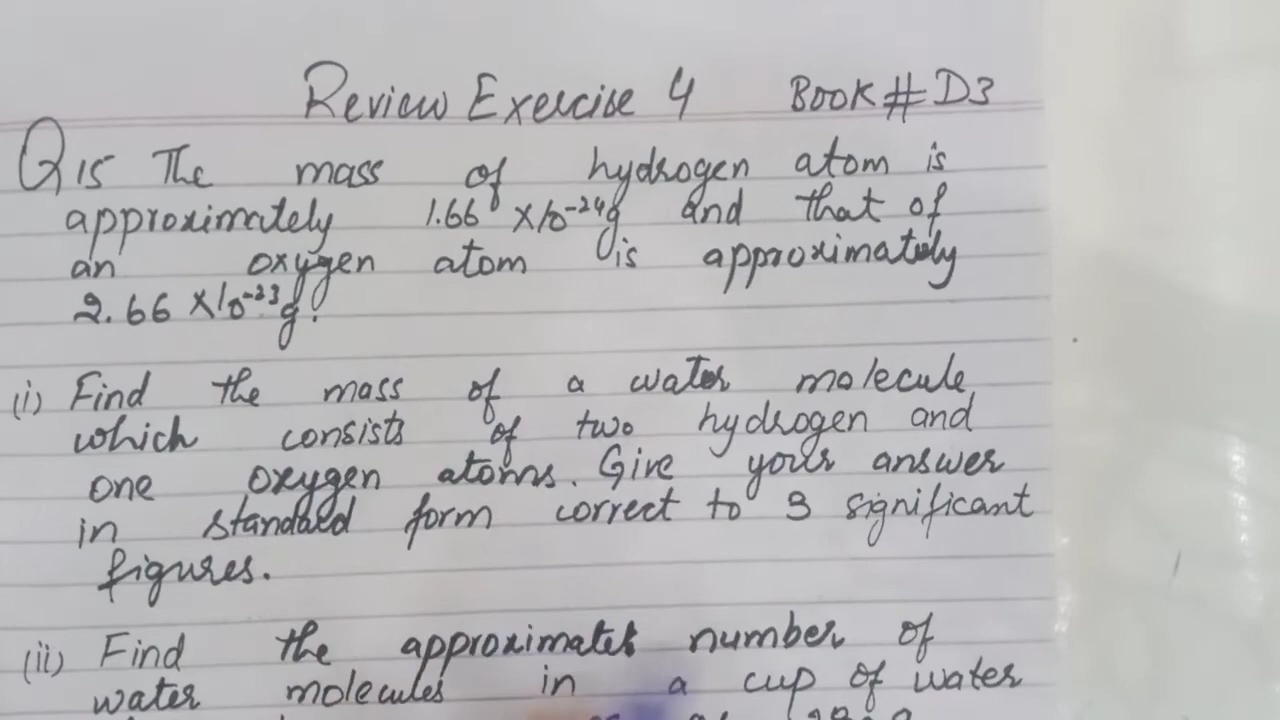 Review Exercise 4 Book # D3
Q15 The mass of hydrogen atom is
approximately 1.66 × 10⁻²⁴g and that of
an oxygen atom is approximately
2.66 × 10⁻²³g.
(i) Find the mass of a water molecule
which consists of two hydrogen and
one oxygen atoms. Give your answer
in standard form correct to 3 significant
figures.
(ii) Find the approximate number of
water molecules in a cup of water